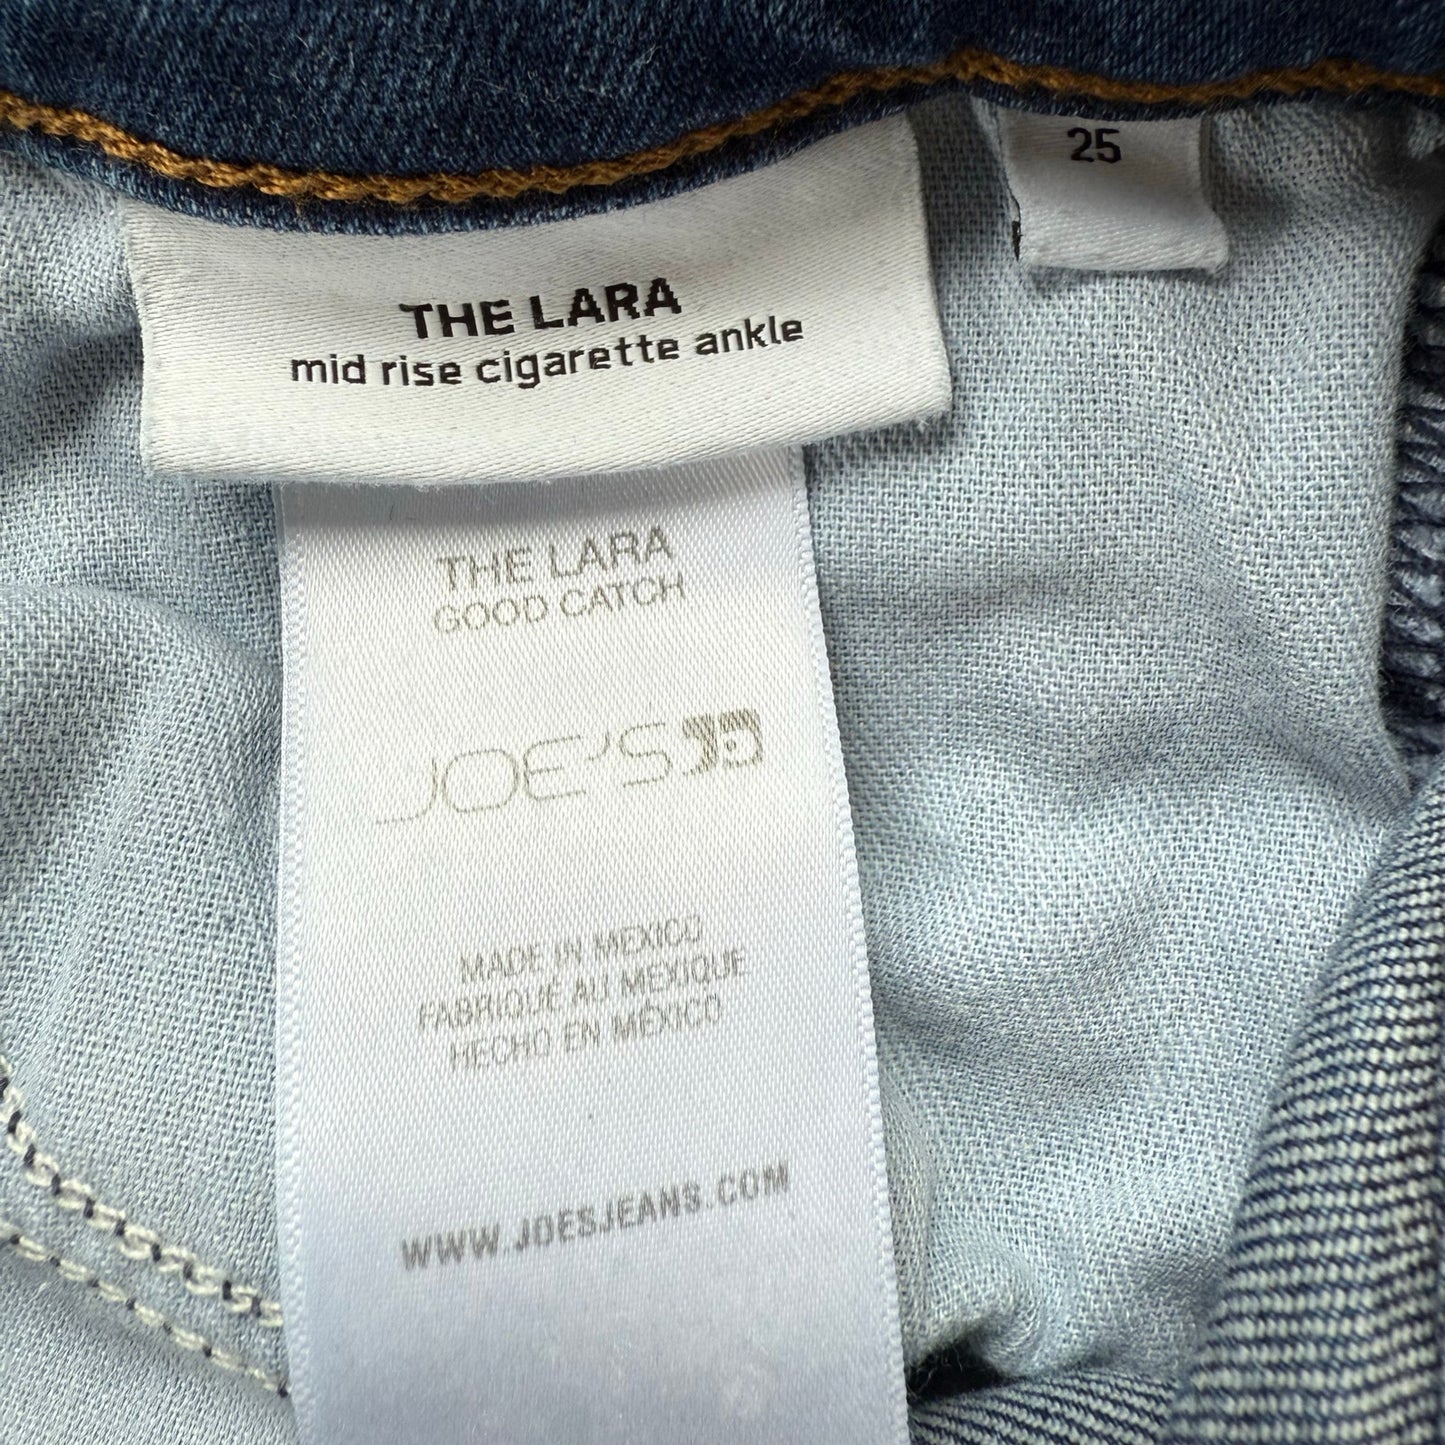 25
THE LARA
mid rise cigarette ankle
THE LARA
GOOD CATCH
JOE'S
MADE IN MEXICO
FABRIQUE AU MEXIQUE
HECHO EN MÉXICO
WWW.JOESJEANS.COM